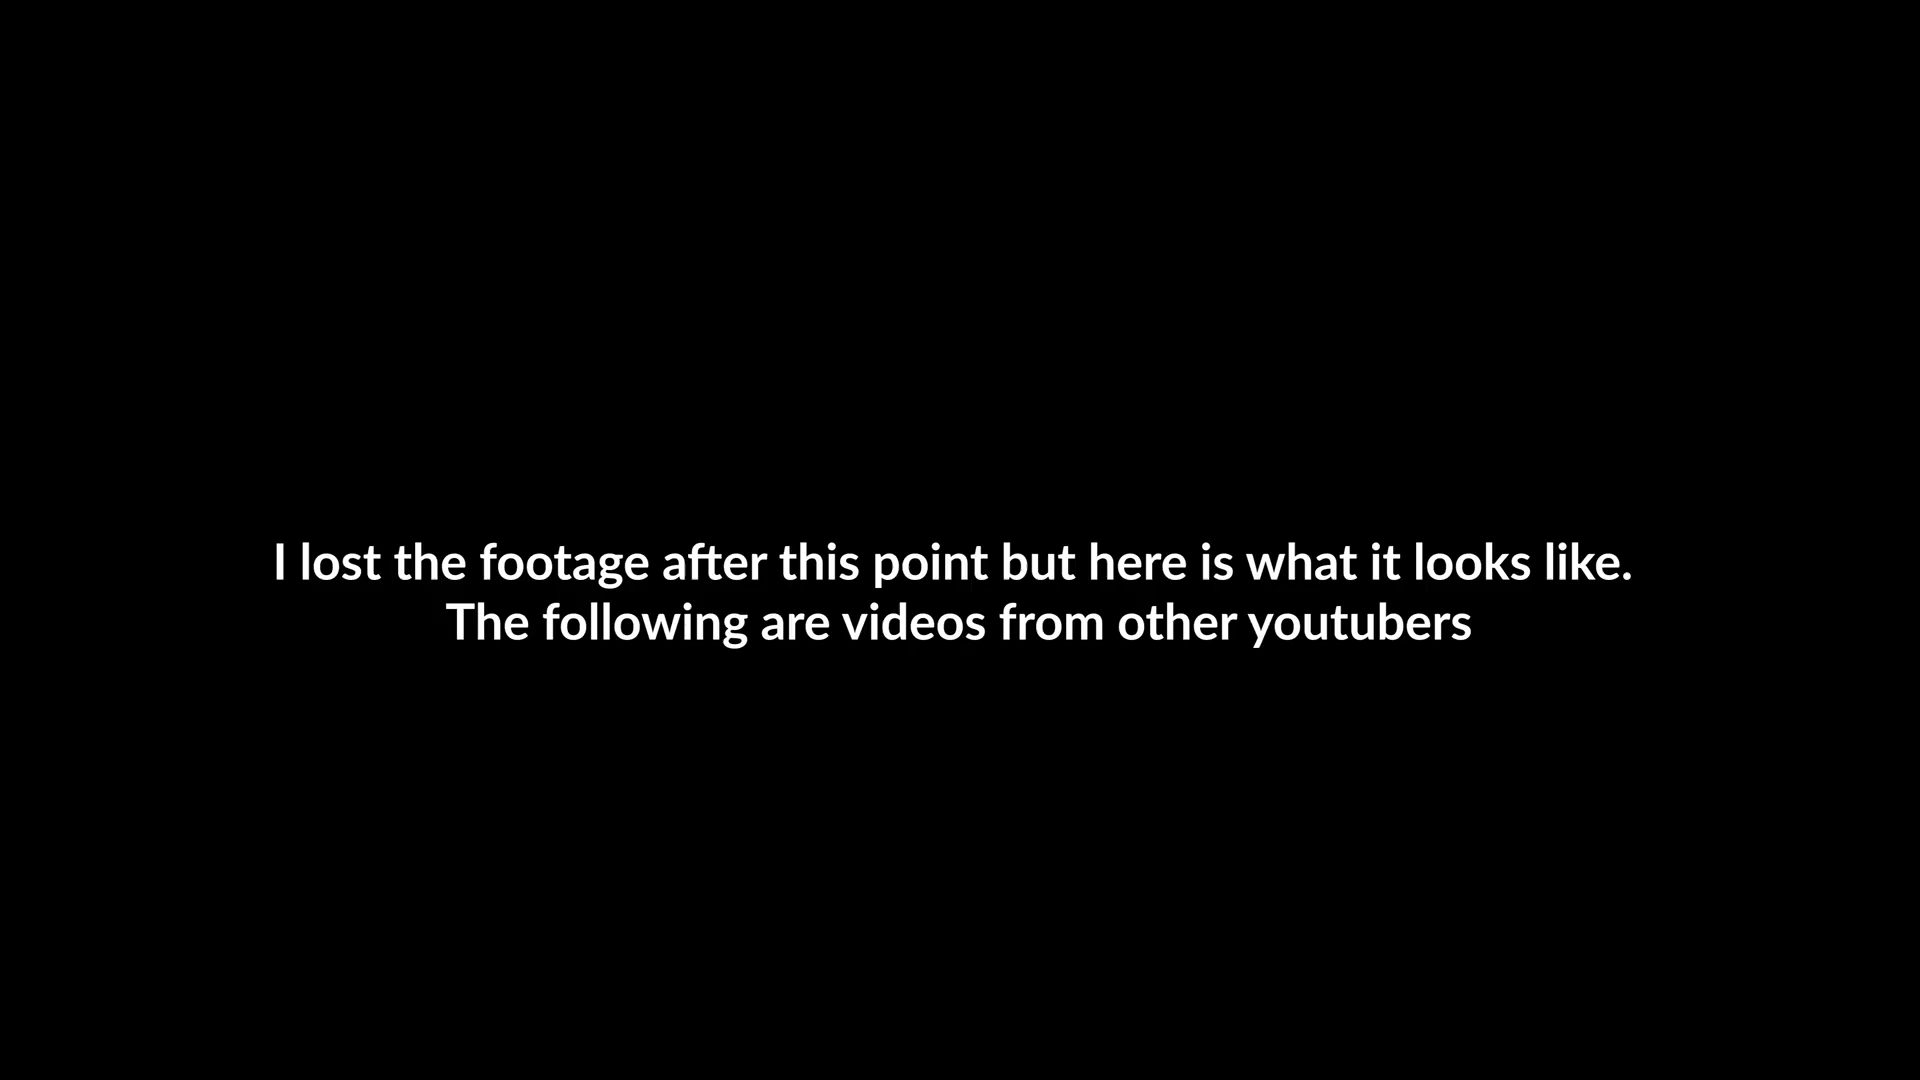 I lost the footage after this point but here is what it looks like.
The following are videos from other youtubers